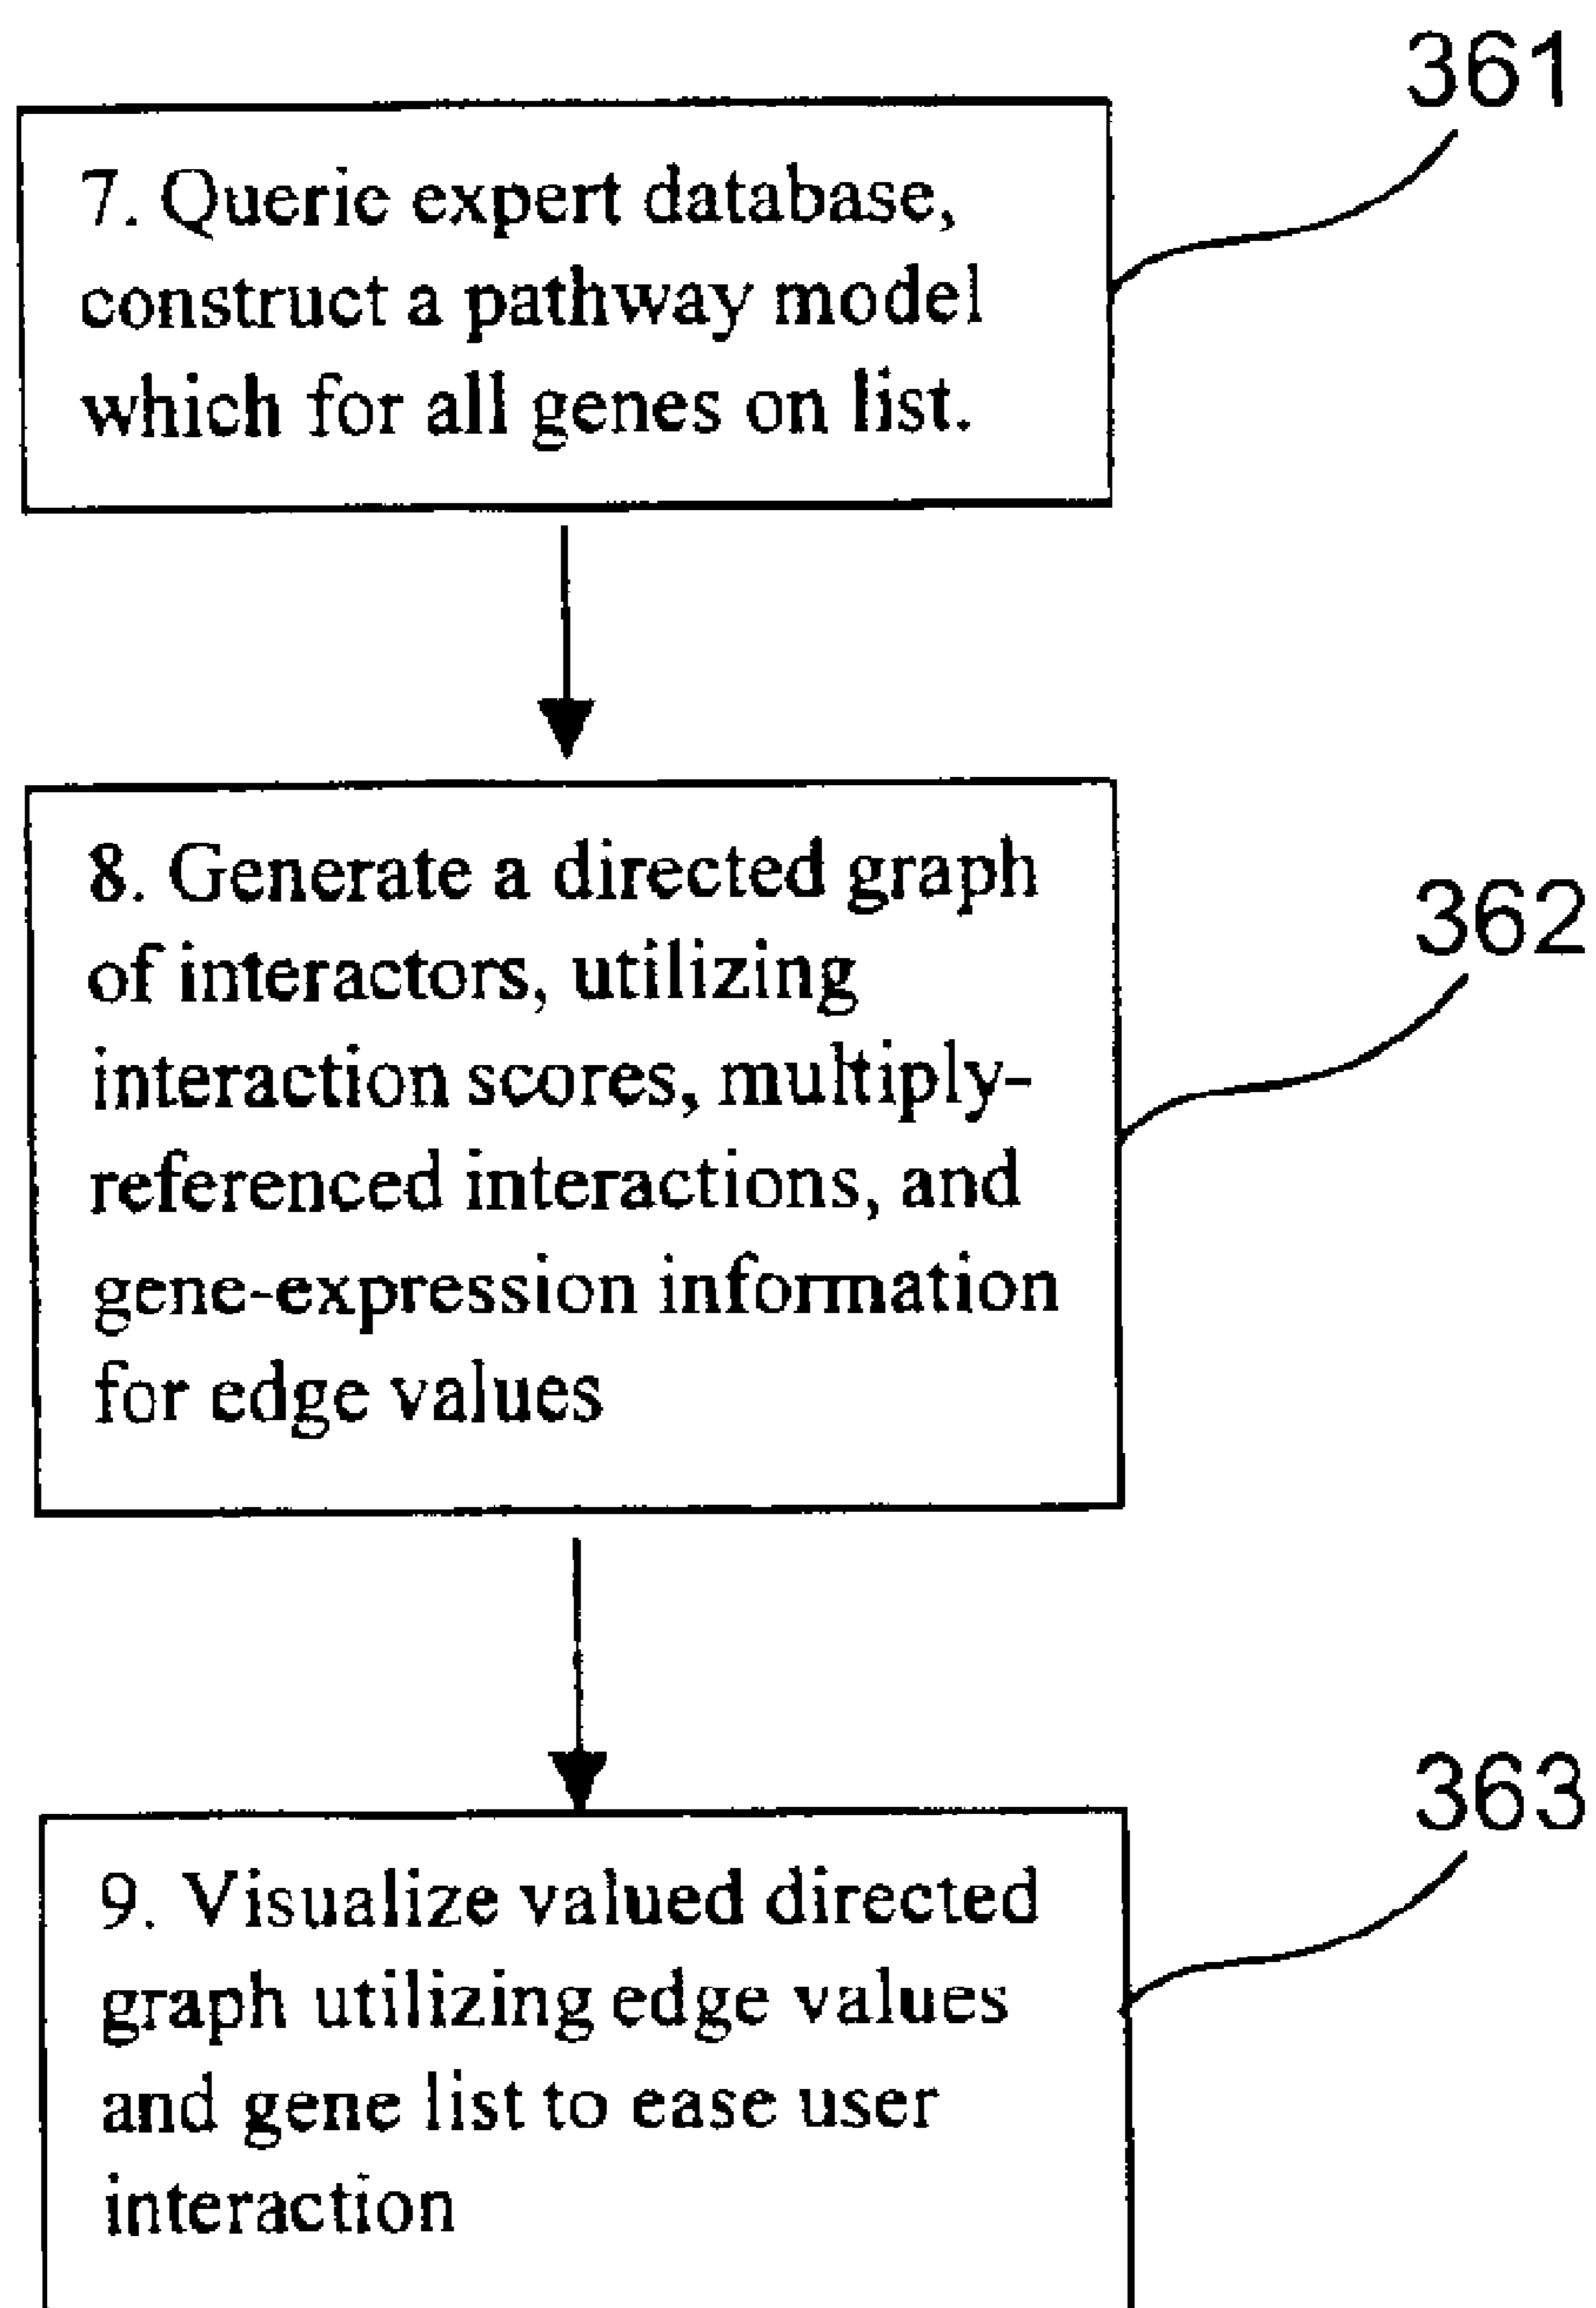 361
7. Querie expert database,
construct a pathway model
which for all genes on list.
362
8. Generate a directed graph
of interactors, utilizing
interaction scores, multiply-
referenced interactions, and
gene-expression information
for edge values
363
9. Visualize valued directed
graph utilizing edge values
and gene list to ease user
interaction